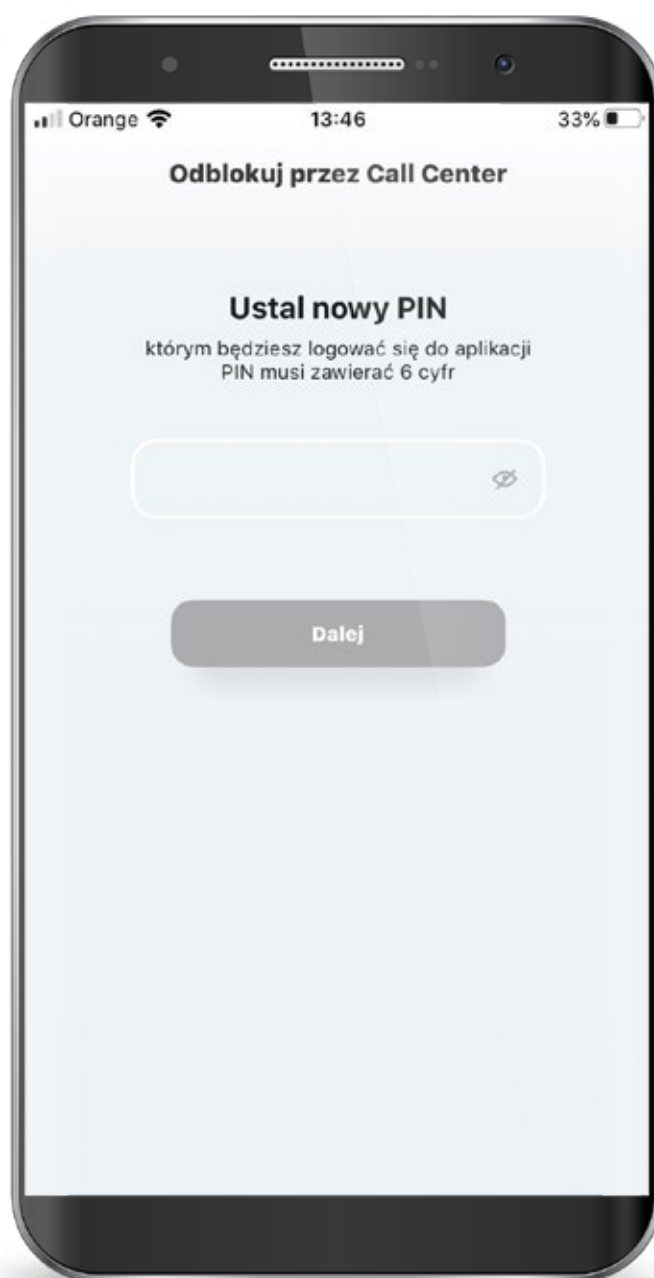 Orange 13:46 33%
Odblokuj przez Call Center
Ustal nowy PIN
którym będziesz logować się do aplikacji
PIN musi zawierać 6 cyfr
Dalej